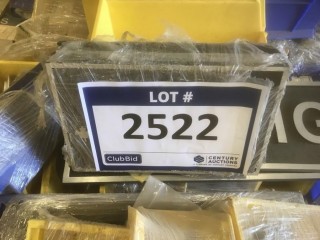 LOT #
2522
ClubBid
CENTURY
AUCTIONS